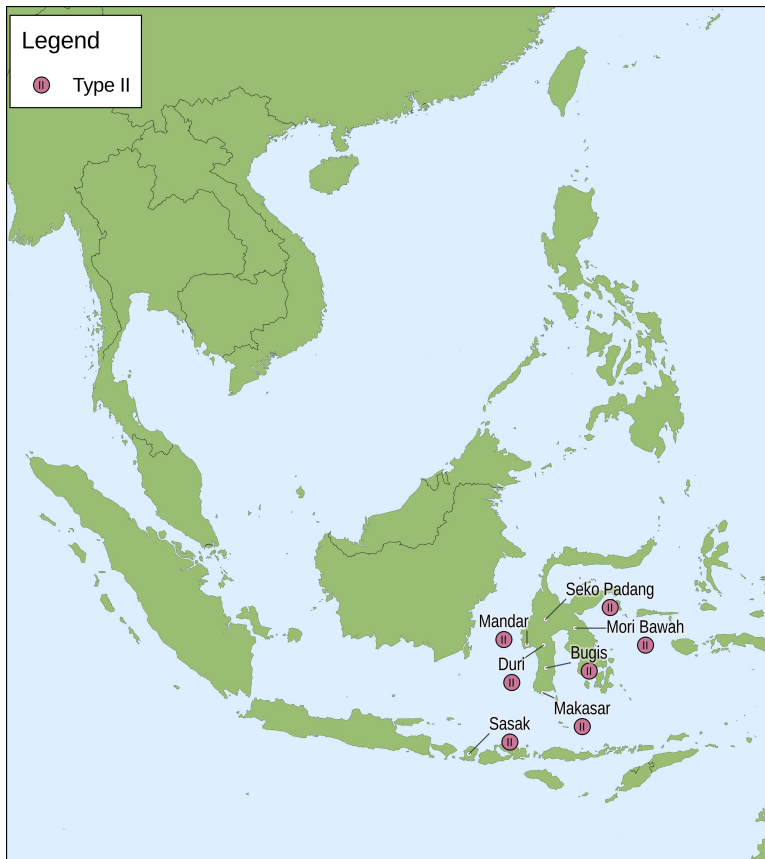 Legend
II Type II
Seko Padang
II
Mandar
II
Mori Bawah
II
Duri
II
Bugis
II
Makasar
II
Sasak
II